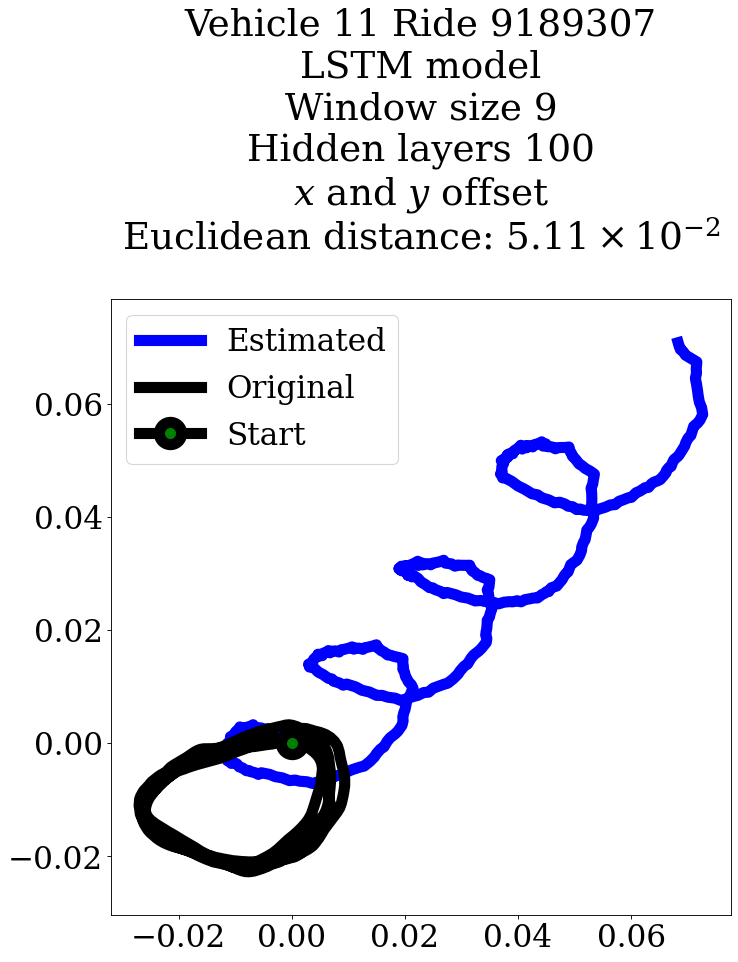 Vehicle 11 Ride 9189307
LSTM model
Window size 9
Hidden layers 100
x and y offset
Euclidean distance: 5.11 × 10⁻²
Estimated
Original
Start
0.06
0.04
0.02
0.00
−0.02
−0.02 0.00 0.02 0.04 0.06